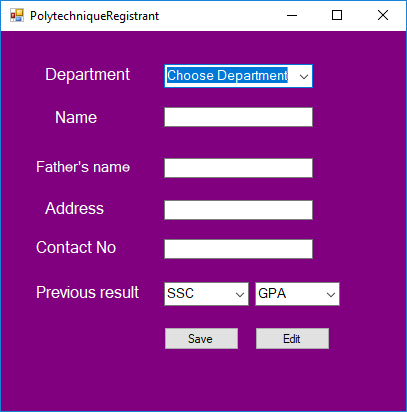 PolytechniqueRegistrant
Department Choose Department
Name
Father's name
Address
Contact No
Previous result SSC GPA
Save Edit